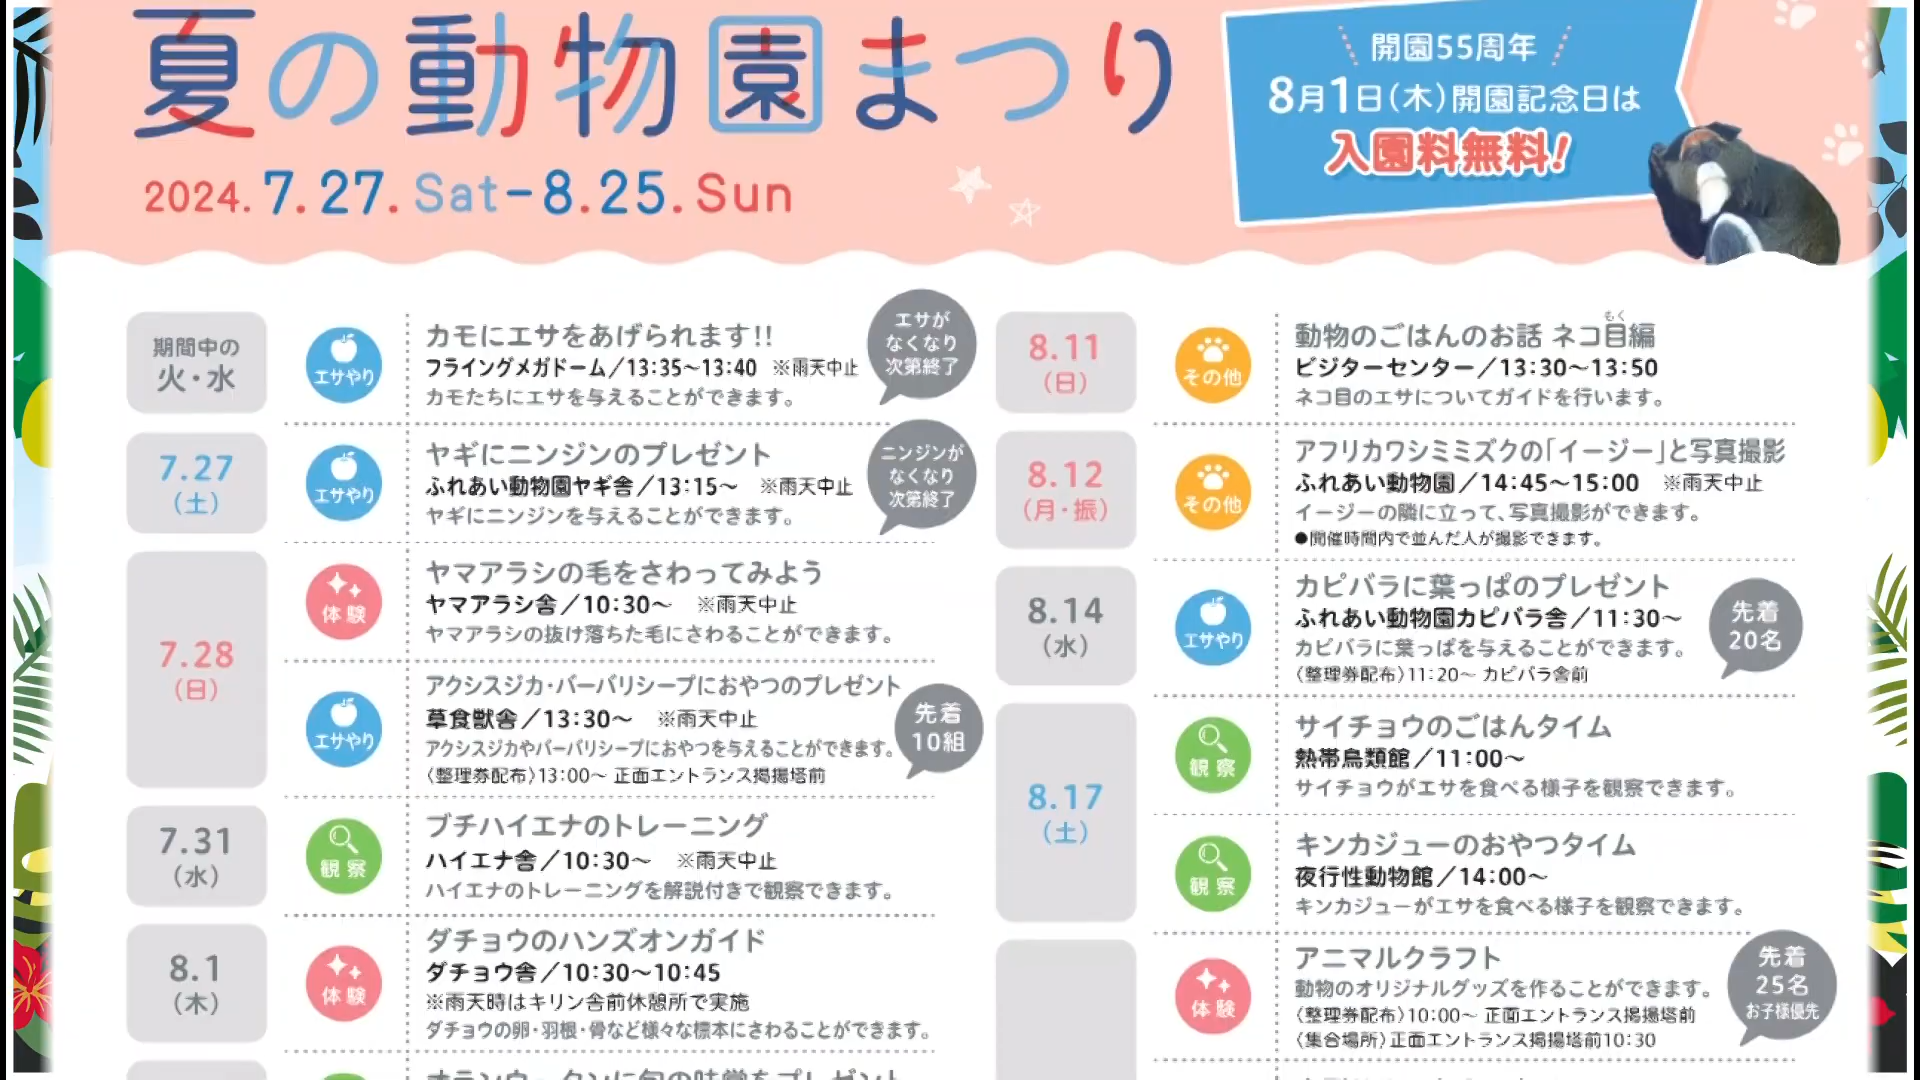 夏の動物園まつり
2024. 7.27. Sat-8.25. Sun
開園55周年
8月1日(木)開園記念日は
入園料無料!
期間中の
火・水
エサやり
カモにエサをあげられます!!
フライングメガドーム／13:35〜13:40 ※雨天中止
カモたちにエサを与えることができます。
エサが
なくなり
次第終了
7.27
(土)
エサやり
ヤギにニンジンのプレゼント
ふれあい動物園ヤギ舎／13:15〜 ※雨天中止
ヤギにニンジンを与えることができます。
ニンジンが
なくなり
次第終了
7.28
(日)
体験
ヤマアラシの毛をさわってみよう
ヤマアラシ舎／10:30〜 ※雨天中止
ヤマアラシの抜け落ちた毛にさわることができます。
エサやり
アクシスジカ・バーバリシープにおやつのプレゼント
草食獣舎／13:30〜 ※雨天中止
アクシスジカやバーバリシープにおやつを与えることができます。
〈整理券配布〉13:00〜 正面エントランス掲揚塔前
先着
10組
7.31
(水)
観察
ブチハイエナのトレーニング
ハイエナ舎／10:30〜 ※雨天中止
ハイエナのトレーニングを解説付きで観察できます。
8.1
(木)
体験
ダチョウのハンズオンガイド
ダチョウ舎／10:30〜10:45
※雨天時はキリン舎前休憩所で実施
ダチョウの卵・羽根・骨など様々な標本にさわることができます。
8.11
(日)
その他
もく
動物のごはんのお話 ネコ目編
ビジターセンター／13:30〜13:50
ネコ目のエサについてガイドを行います。
8.12
(月・振)
その他
アフリカワシミミズクの「イージー」と写真撮影
ふれあい動物園／14:45〜15:00 ※雨天中止
イージーの隣に立って、写真撮影ができます。
●開催時間内で並んだ人が撮影できます。
8.14
(水)
エサやり
カピバラに葉っぱのプレゼント
ふれあい動物園カピバラ舎／11:30〜
カピバラに葉っぱを与えることができます。
〈整理券配布〉11:20〜 カピバラ舎前
先着
20名
8.17
(土)
観察
サイチョウのごはんタイム
熱帯鳥類館／11:00〜
サイチョウがエサを食べる様子を観察できます。
観察
キンカジューのおやつタイム
夜行性動物館／14:00〜
キンカジューがエサを食べる様子を観察できます。
体験
アニマルクラフト
動物のオリジナルグッズを作ることができます。
〈整理券配布〉10:00〜 正面エントランス掲揚塔前
〈集合場所〉正面エントランス掲揚塔前10:30
先着
25名
お子様優先